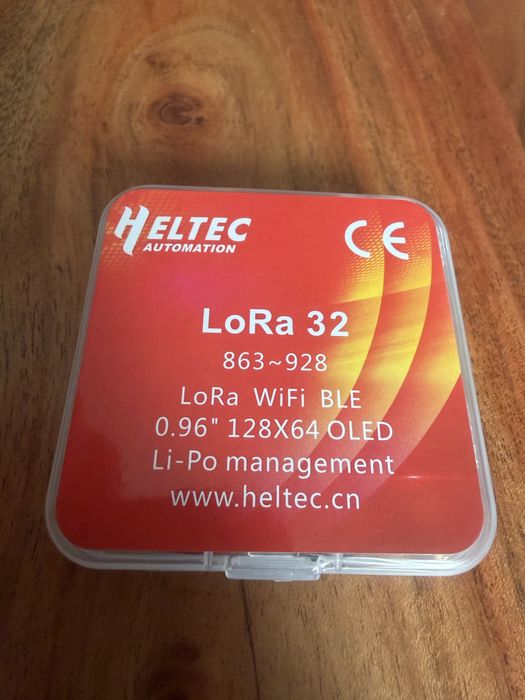 HELTEC
AUTOMATION
CE
LoRa 32
863~928
LoRa WiFi BLE
0.96" 128X64 OLED
Li-Po management
www.heltec.cn